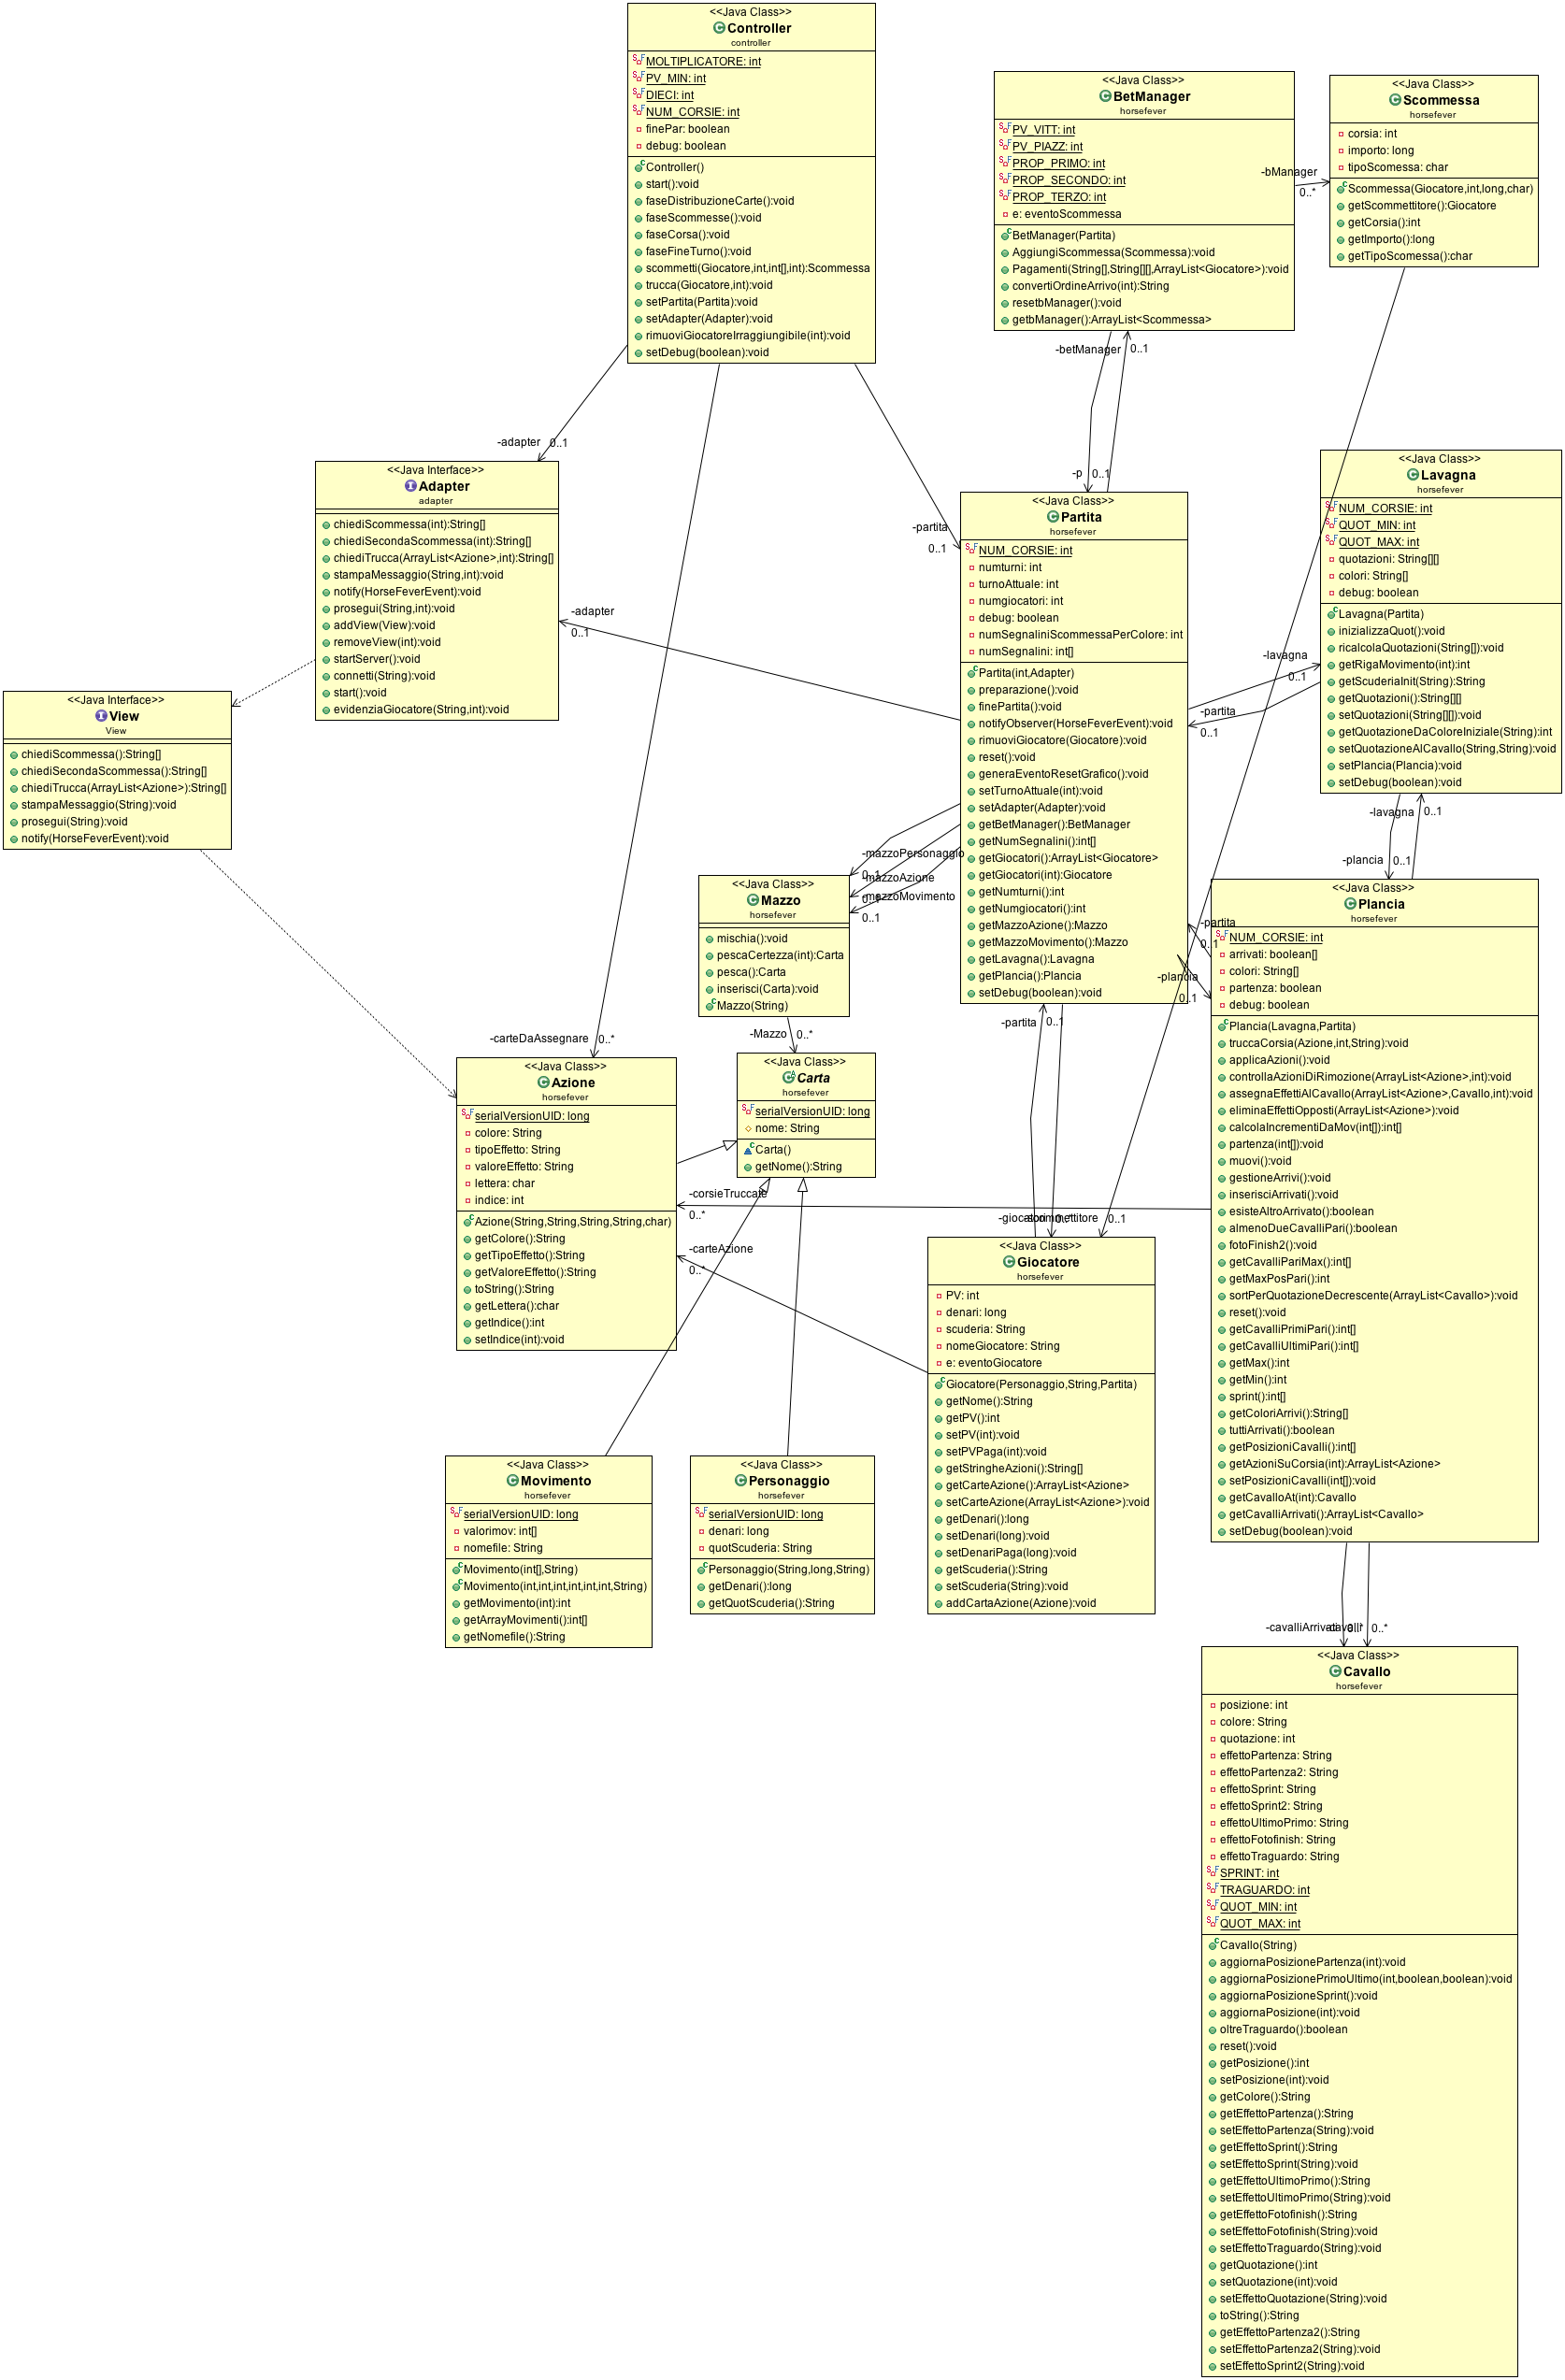 <<Java Class>>
Controller
controller
MOLTIPLICATORE: int
PV_MIN: int
DIECI: int
NUM_CORSIE: int
finePar: boolean
debug: boolean
Controller()
start():void
faseDistribuzioneCarte():void
faseScommesse():void
faseCorsa():void
faseFineTurno():void
scommetti(Giocatore,int,int[],int):Scommessa
trucca(Giocatore,int):void
setPartita(Partita):void
setAdapter(Adapter):void
rimuoviGiocatoreIrraggiungibile(int):void
setDebug(boolean):void
<<Java Class>>
BetManager
horsefever
PV_VITT: int
PV_PIAZZ: int
PROP_PRIMO: int
PROP_SECONDO: int
PROP_TERZO: int
e: eventoScommessa
BetManager(Partita)
AggiungiScommessa(Scommessa):void
Pagamenti(String[],String[][],ArrayList<Giocatore>):void
convertiOrdineArrivo(int):String
resetbManager():void
getbManager():ArrayList<Scommessa>
-bManager
0..*
<<Java Class>>
Scommessa
horsefever
corsia: int
importo: long
tipoScomessa: char
Scommessa(Giocatore,int,long,char)
getScommettitore():Giocatore
getCorsia():int
getImporto():long
getTipoScomessa():char
-betManager
0..1
-adapter
0..1
-p
0..1
-partita
0..1
<<Java Interface>>
Adapter
adapter
chiediScommessa(int):String[]
chiediSecondaScommessa(int):String[]
chiediTrucca(ArrayList<Azione>,int):String[]
stampaMessaggio(String,int):void
notify(HorseFeverEvent):void
prosegui(String,int):void
addView(View):void
removeView(int):void
startServer():void
connetti(String):void
start():void
evidenziaGiocatore(String,int):void
-adapter
0..1
<<Java Class>>
Partita
horsefever
NUM_CORSIE: int
numturni: int
turnoAttuale: int
numgiocatori: int
debug: boolean
numSegnaliniScommessaPerColore: int
numSegnalini: int[]
Partita(int,Adapter)
preparazione():void
finePartita():void
notifyObserver(HorseFeverEvent):void
rimuoviGiocatore(Giocatore):void
reset():void
generaEventoResetGrafico():void
setTurnoAttuale(int):void
setAdapter(Adapter):void
getBetManager():BetManager
getNumSegnalini():int[]
getGiocatori():ArrayList<Giocatore>
getGiocatori(int):Giocatore
getNumturni():int
getNumgiocatori():int
getMazzoAzione():Mazzo
getMazzoMovimento():Mazzo
getLavagna():Lavagna
getPlancia():Plancia
setDebug(boolean):void
<<Java Class>>
Lavagna
horsefever
NUM_CORSIE: int
QUOT_MIN: int
QUOT_MAX: int
quotazioni: String[][]
colori: String[]
debug: boolean
Lavagna(Partita)
inizializzaQuot():void
ricalcolaQuotazioni(String[]):void
getRigaMovimento(int):int
getScuderiaInit(String):String
getQuotazioni():String[][]
setQuotazioni(String[][]):void
getQuotazioneDaColoreIniziale(String):int
setQuotazioneAlCavallo(String,String):void
setPlancia(Plancia):void
setDebug(boolean):void
-lavagna
0..1
-partita
0..1
-lavagna
0..1
-plancia
0..1
<<Java Interface>>
View
View
chiediScommessa():String[]
chiediSecondaScommessa():String[]
chiediTrucca(ArrayList<Azione>):String[]
stampaMessaggio(String):void
prosegui(String):void
notify(HorseFeverEvent):void
-mazzoPersonaggio
0..1
-mazzoAzione
0..1
-mazzoMovimento
0..1
<<Java Class>>
Mazzo
horsefever
mischia():void
pescaCertezza(int):Carta
pesca():Carta
inserisci(Carta):void
Mazzo(String)
-Mazzo
0..*
-partita
0..1
-plancia
0..1
<<Java Class>>
Plancia
horsefever
NUM_CORSIE: int
arrivati: boolean[]
colori: String[]
partenza: boolean
debug: boolean
Plancia(Lavagna,Partita)
truccaCorsia(Azione,int,String):void
applicaAzioni():void
controllaAzioniDiRimozione(ArrayList<Azione>,int):void
assegnaEffettiAlCavallo(ArrayList<Azione>,Cavallo,int):void
eliminaEffettiOpposti(ArrayList<Azione>):void
calcolaIncrementiDaMov(int[]):int[]
partenza(int[]):void
muovi():void
gestioneArrivi():void
inserisciArrivati():void
esisteAltroArrivato():boolean
almenoDueCavalliPari():boolean
fotoFinish2():void
getCavalliPariMax():int[]
getMaxPosPari():int
sortPerQuotazioneDecrescente(ArrayList<Cavallo>):void
reset():void
getCavalliPrimiPari():int[]
getCavalliUltimiPari():int[]
getMax():int
getMin():int
sprint():int[]
getColoriArrivi():String[]
tuttiArrivati():boolean
getPosizioniCavalli():int[]
getAzioniSuCorsia(int):ArrayList<Azione>
setPosizioniCavalli(int[]):void
getCavalloAt(int):Cavallo
getCavalliArrivati():ArrayList<Cavallo>
setDebug(boolean):void
-carteDaAssegnare
0..*
<<Java Class>>
Azione
horsefever
serialVersionUID: long
colore: String
tipoEffetto: String
valoreEffetto: String
lettera: char
indice: int
Azione(String,String,String,String,char)
getColore():String
getTipoEffetto():String
getValoreEffetto():String
toString():String
getLettera():char
getIndice():int
setIndice(int):void
<<Java Class>>
Carta
horsefever
serialVersionUID: long
nome: String
Carta()
getNome():String
-corsieTruccate
0..*
-carteAzione
0..*
-partita
0..1
-giocatori
0..*
0..1
<<Java Class>>
Giocatore
horsefever
PV: int
denari: long
scuderia: String
nomeGiocatore: String
e: eventoGiocatore
Giocatore(Personaggio,String,Partita)
getNome():String
getPV():int
setPV(int):void
setPVPaga(int):void
getStringheAzioni():String[]
getCarteAzione():ArrayList<Azione>
setCarteAzione(ArrayList<Azione>):void
getDenari():long
setDenari(long):void
setDenariPaga(long):void
getScuderia():String
setScuderia(String):void
addCartaAzione(Azione):void
<<Java Class>>
Movimento
horsefever
serialVersionUID: long
valorimov: int[]
nomefile: String
Movimento(int[],String)
Movimento(int,int,int,int,int,int,String)
getMovimento(int):int
getArrayMovimenti():int[]
getNomefile():String
<<Java Class>>
Personaggio
horsefever
serialVersionUID: long
denari: long
quotScuderia: String
Personaggio(String,long,String)
getDenari():long
getQuotScuderia():String
-cavalliArrivati
0..*
<<Java Class>>
Cavallo
horsefever
posizione: int
colore: String
quotazione: int
effettoPartenza: String
effettoPartenza2: String
effettoSprint: String
effettoSprint2: String
effettoUltimoPrimo: String
effettoFotofinish: String
effettoTraguardo: String
SPRINT: int
TRAGUARDO: int
QUOT_MIN: int
QUOT_MAX: int
Cavallo(String)
aggiornaPosizionePartenza(int):void
aggiornaPosizionePrimoUltimo(int,boolean,boolean):void
aggiornaPosizioneSprint():void
aggiornaPosizione(int):void
oltreTraguardo():boolean
reset():void
getPosizione():int
setPosizione(int):void
getColore():String
getEffettoPartenza():String
setEffettoPartenza(String):void
getEffettoSprint():String
setEffettoSprint(String):void
getEffettoUltimoPrimo():String
setEffettoUltimoPrimo(String):void
getEffettoFotofinish():String
setEffettoFotofinish(String):void
setEffettoTraguardo(String):void
getQuotazione():int
setQuotazione(int):void
setEffettoQuotazione(String):void
toString():String
getEffettoPartenza2():String
setEffettoPartenza2(String):void
setEffettoSprint2(String):void